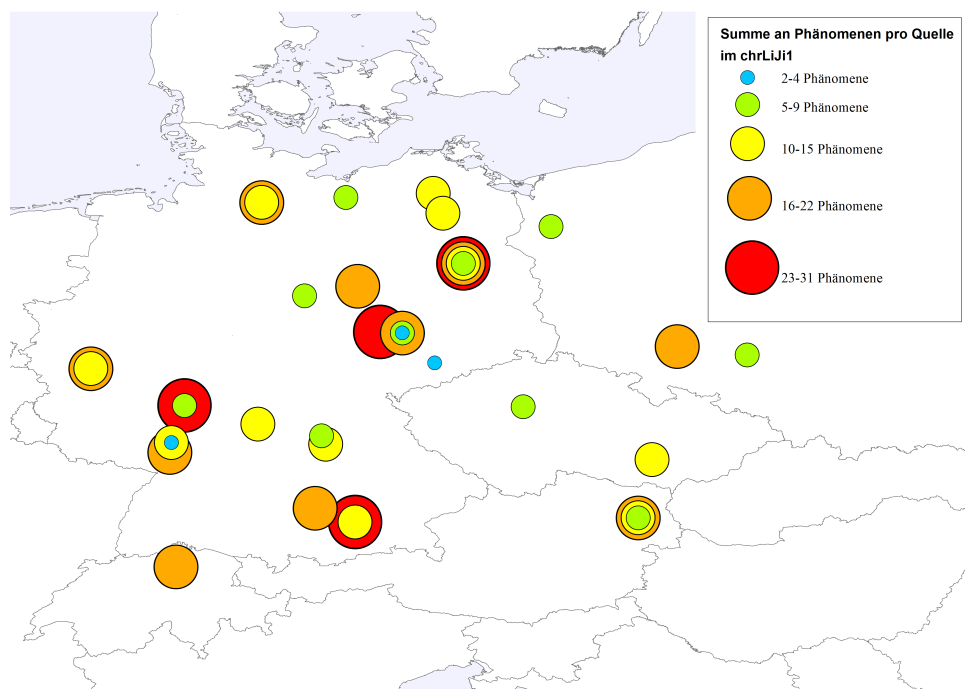 Summe an Phänomenen pro Quelle
im chrLiJi1
2-4 Phänomene
5-9 Phänomene
10-15 Phänomene
16-22 Phänomene
23-31 Phänomene